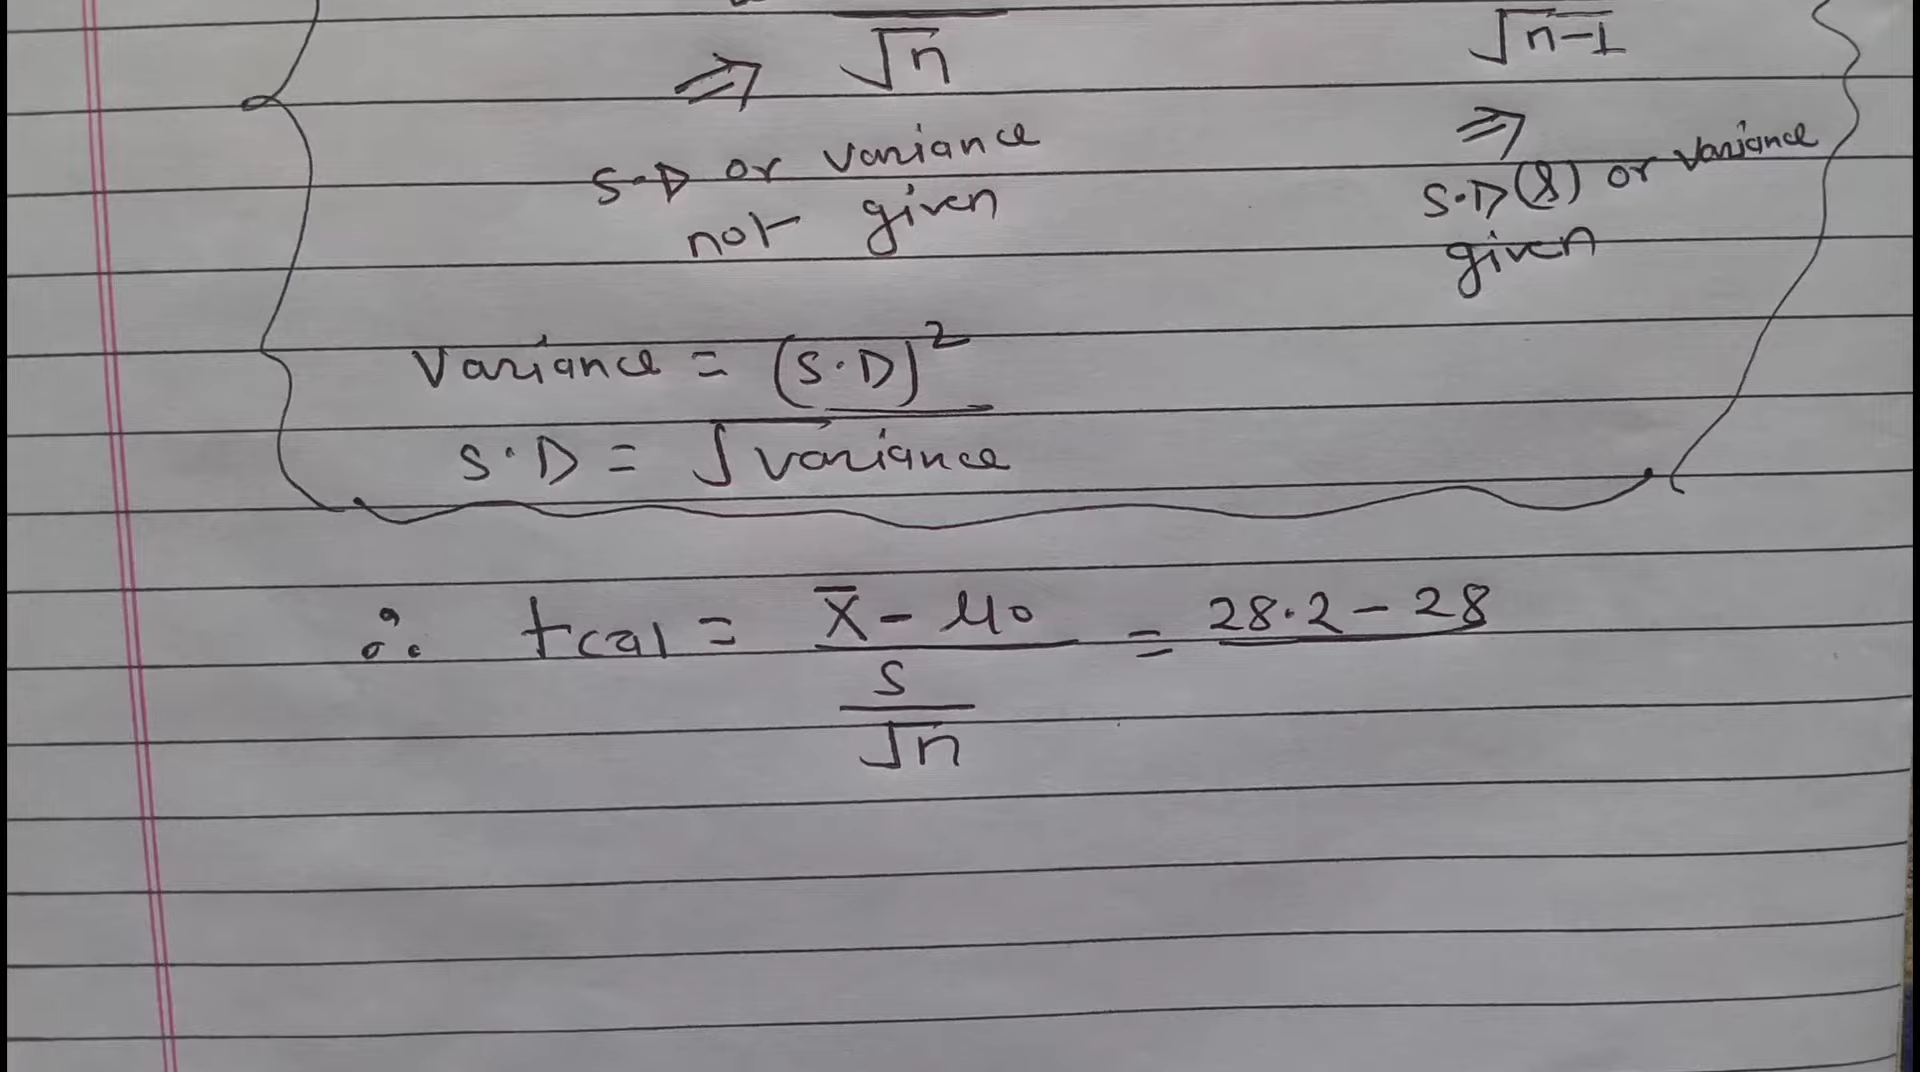 ⇒ √n
√n-1
⇒
S.D or variance
not given
S.D(s) or variance
given
Variance = (S.D)²
S.D = √variance
∴ tcal = x̄ - μ₀ / s/√n = 28.2 - 28